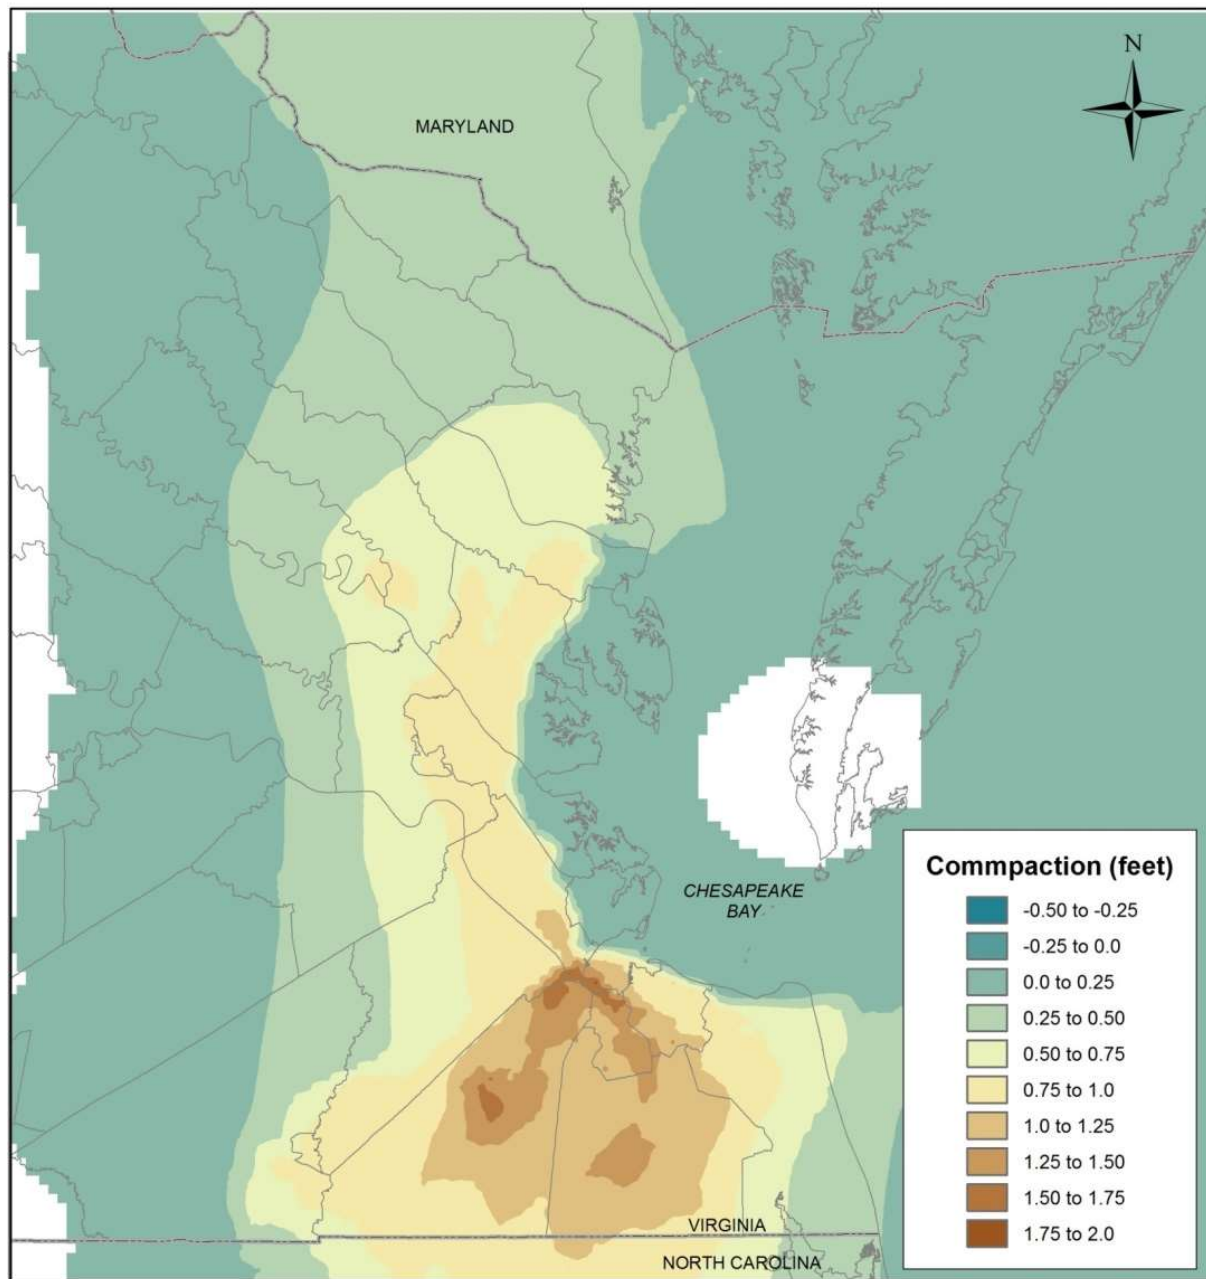 N
MARYLAND
CHESAPEAKE
BAY
Commpaction (feet)
-0.50 to -0.25
-0.25 to 0.0
0.0 to 0.25
0.25 to 0.50
0.50 to 0.75
0.75 to 1.0
1.0 to 1.25
1.25 to 1.50
1.50 to 1.75
1.75 to 2.0
VIRGINIA
NORTH CAROLINA